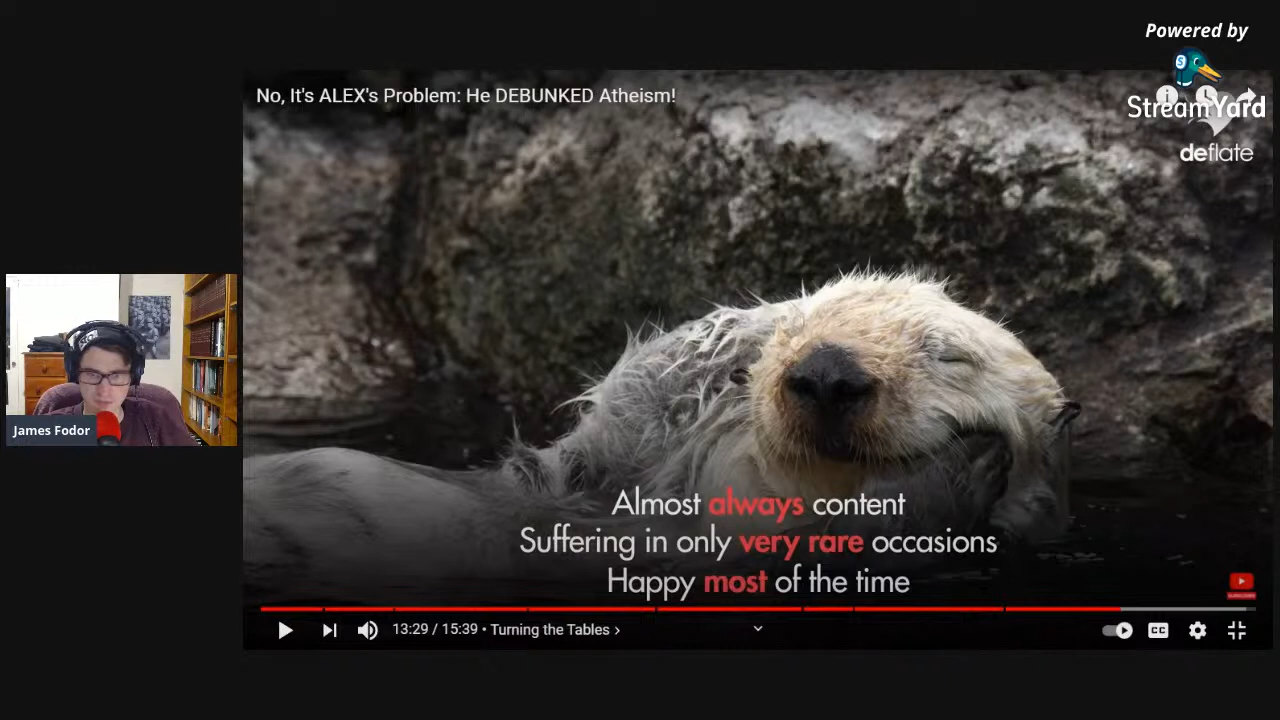 Powered by
StreamYard
No, It's ALEX's Problem: He DEBUNKED Atheism!
deflate
James Fodor
Almost always content
Suffering in only very rare occasions
Happy most of the time
13:29 / 15:39 • Turning the Tables ›
CC